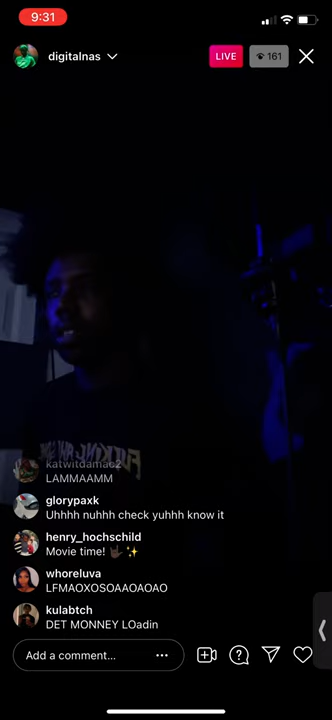 9:31
digitalnas
LIVE
161
katwitdamac2
LAMMAAMM
glorypaxk
Uhhhh nuhhh check yuhhh know it
henry_hochschild
Movie time! 🤟🏿 ✨
whoreluva
LFMAOXOSOAAOAOAO
kulabtch
DET MONNEY LOadin
Add a comment...